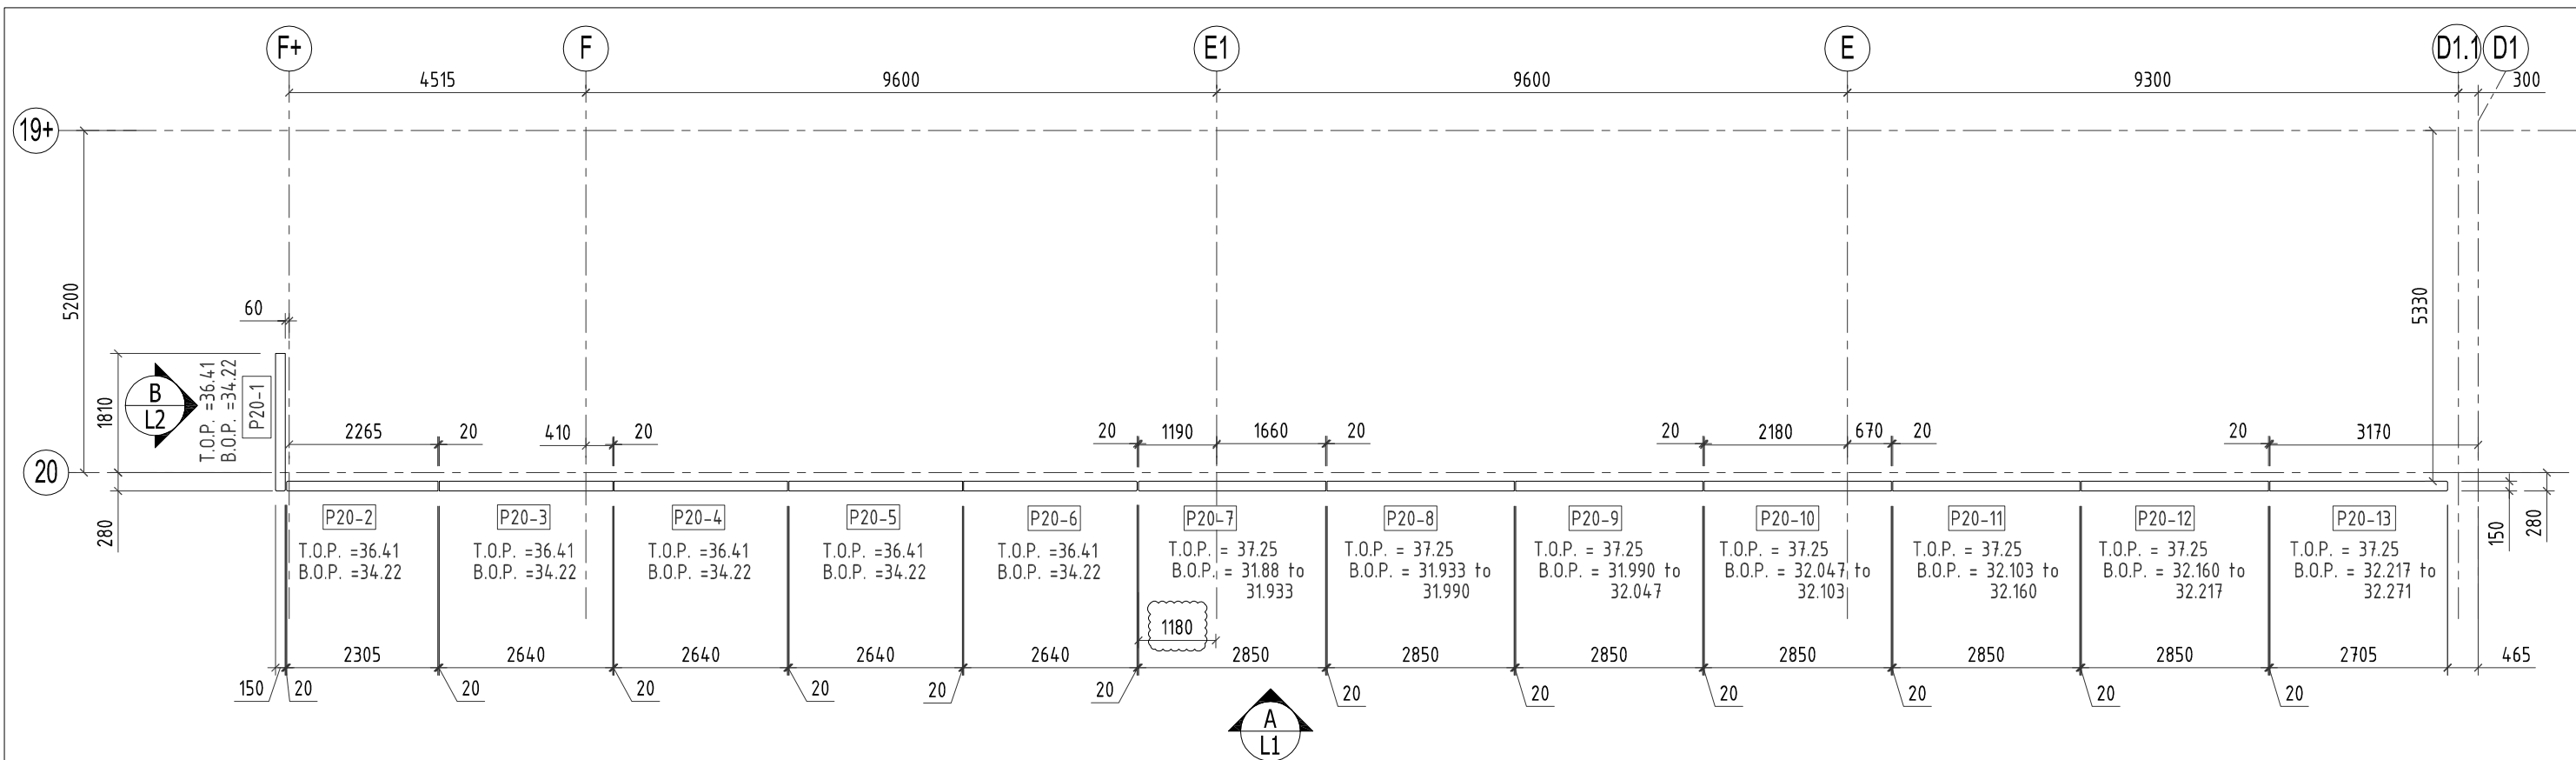 F+ F E1 E D1.1 D1
4515 9600 9600 9300 300
19+
5200
5330
60
T.O.P. =36.41
B.O.P. =34.22
P20-1
B
L2
1810
2265 20 410 20 20 1190 1660 20 20 2180 670 20 20 3170
20
280
150
280
P20-2 P20-3 P20-4 P20-5 P20-6 P20-7 P20-8 P20-9 P20-10 P20-11 P20-12 P20-13
T.O.P. =36.41 T.O.P. =36.41 T.O.P. =36.41 T.O.P. =36.41 T.O.P. =36.41 T.O.P. = 37.25 T.O.P. = 37.25 T.O.P. = 37.25 T.O.P. = 37.25 T.O.P. = 37.25 T.O.P. = 37.25 T.O.P. = 37.25
B.O.P. =34.22 B.O.P. =34.22 B.O.P. =34.22 B.O.P. =34.22 B.O.P. =34.22 B.O.P. = 31.88 to B.O.P. = 31.933 to B.O.P. = 31.990 to B.O.P. = 32.047 to B.O.P. = 32.103 to B.O.P. = 32.160 to B.O.P. = 32.217 to
31.933 31.990 32.047 32.103 32.160 32.217 32.271
1180
2305 2640 2640 2640 2640 2850 2850 2850 2850 2850 2850 2705 465
150 20 20 20 20 20 20 20 20 20 20 20 20
A
L1